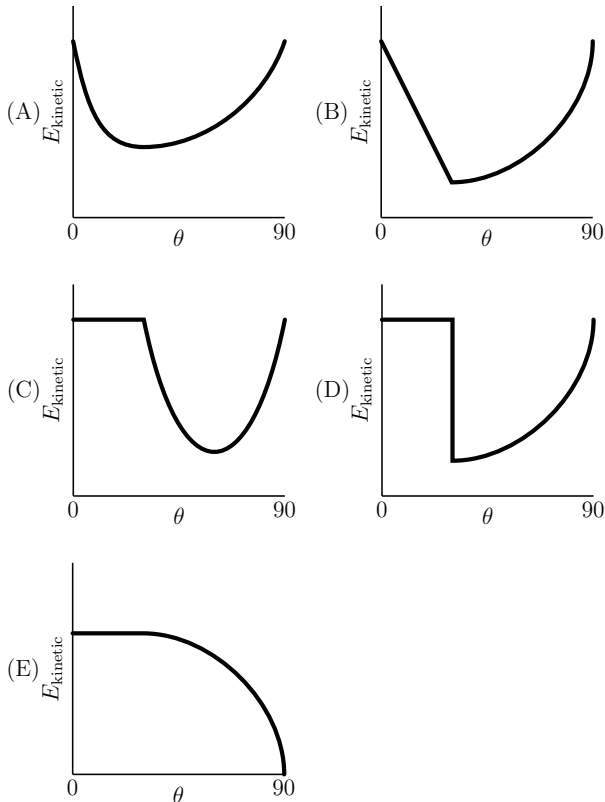 (A)
E_kinetic
0
θ
90
(B)
E_kinetic
0
θ
90
(C)
E_kinetic
0
θ
90
(D)
E_kinetic
0
θ
90
(E)
E_kinetic
0
θ
90